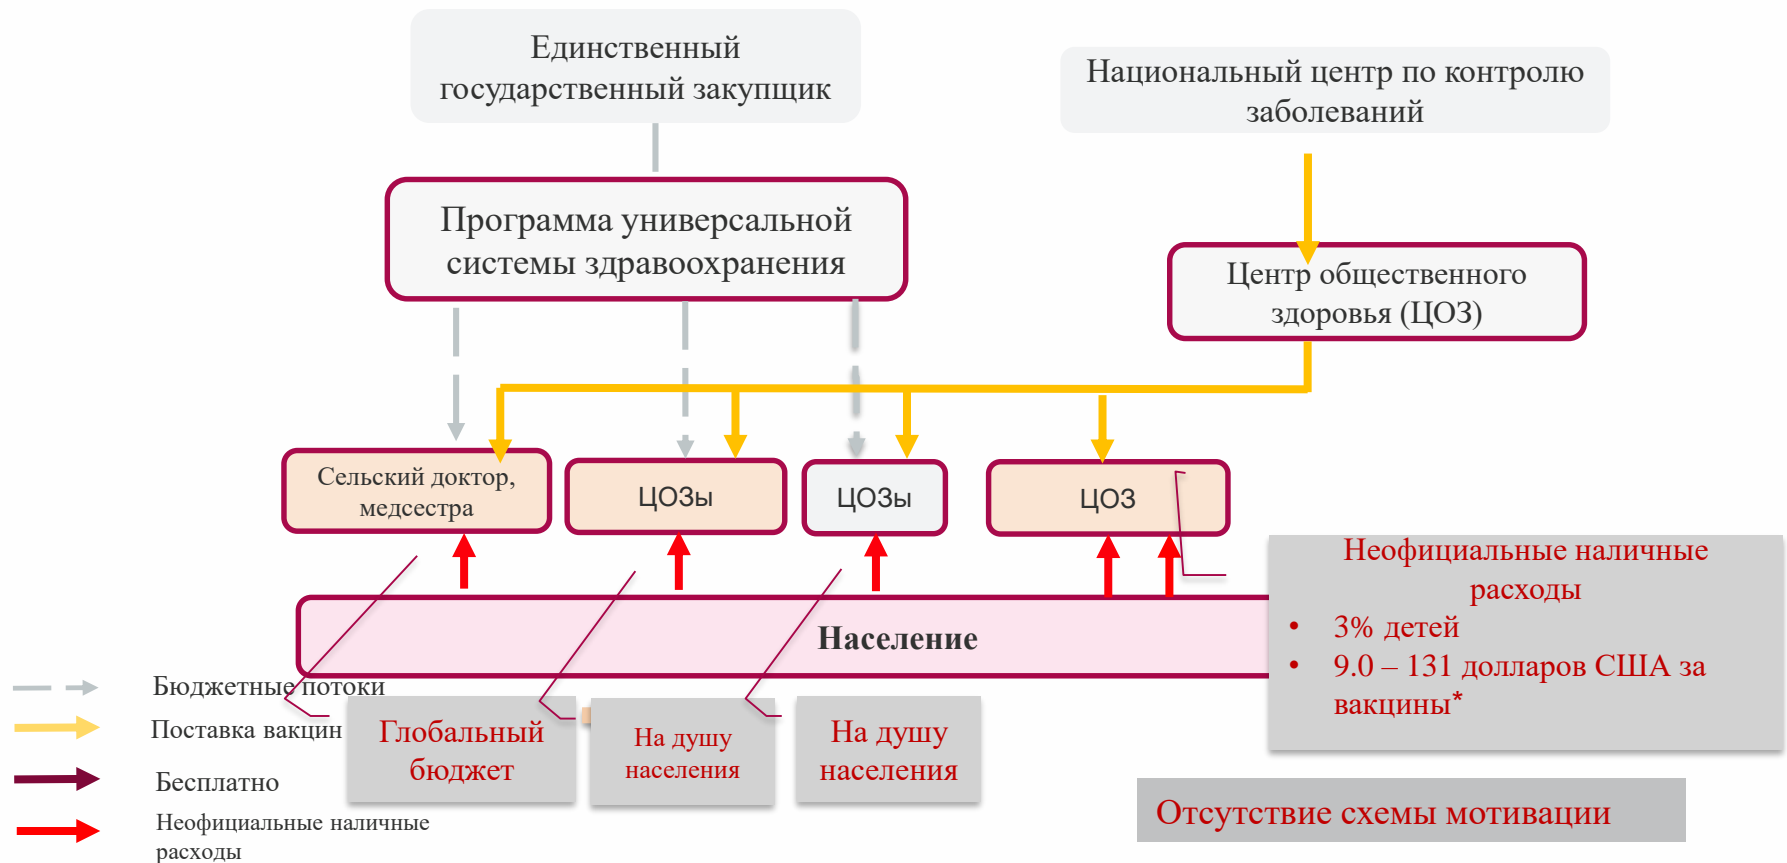 Единственный
государственный закупщик
Национальный центр по контролю
заболеваний
Программа универсальной
системы здравоохранения
Центр общественного
здоровья (ЦОЗ)
Сельский доктор,
медсестра
ЦОЗы
ЦОЗы
ЦОЗ
Неофициальные наличные
расходы
• 3% детей
• 9.0 – 131 долларов США за
вакцины*
Население
Бюджетные потоки
Поставка вакцин
Бесплатно
Неофициальные наличные
расходы
Глобальный
бюджет
На душу
населения
На душу
населения
Отсутствие схемы мотивации